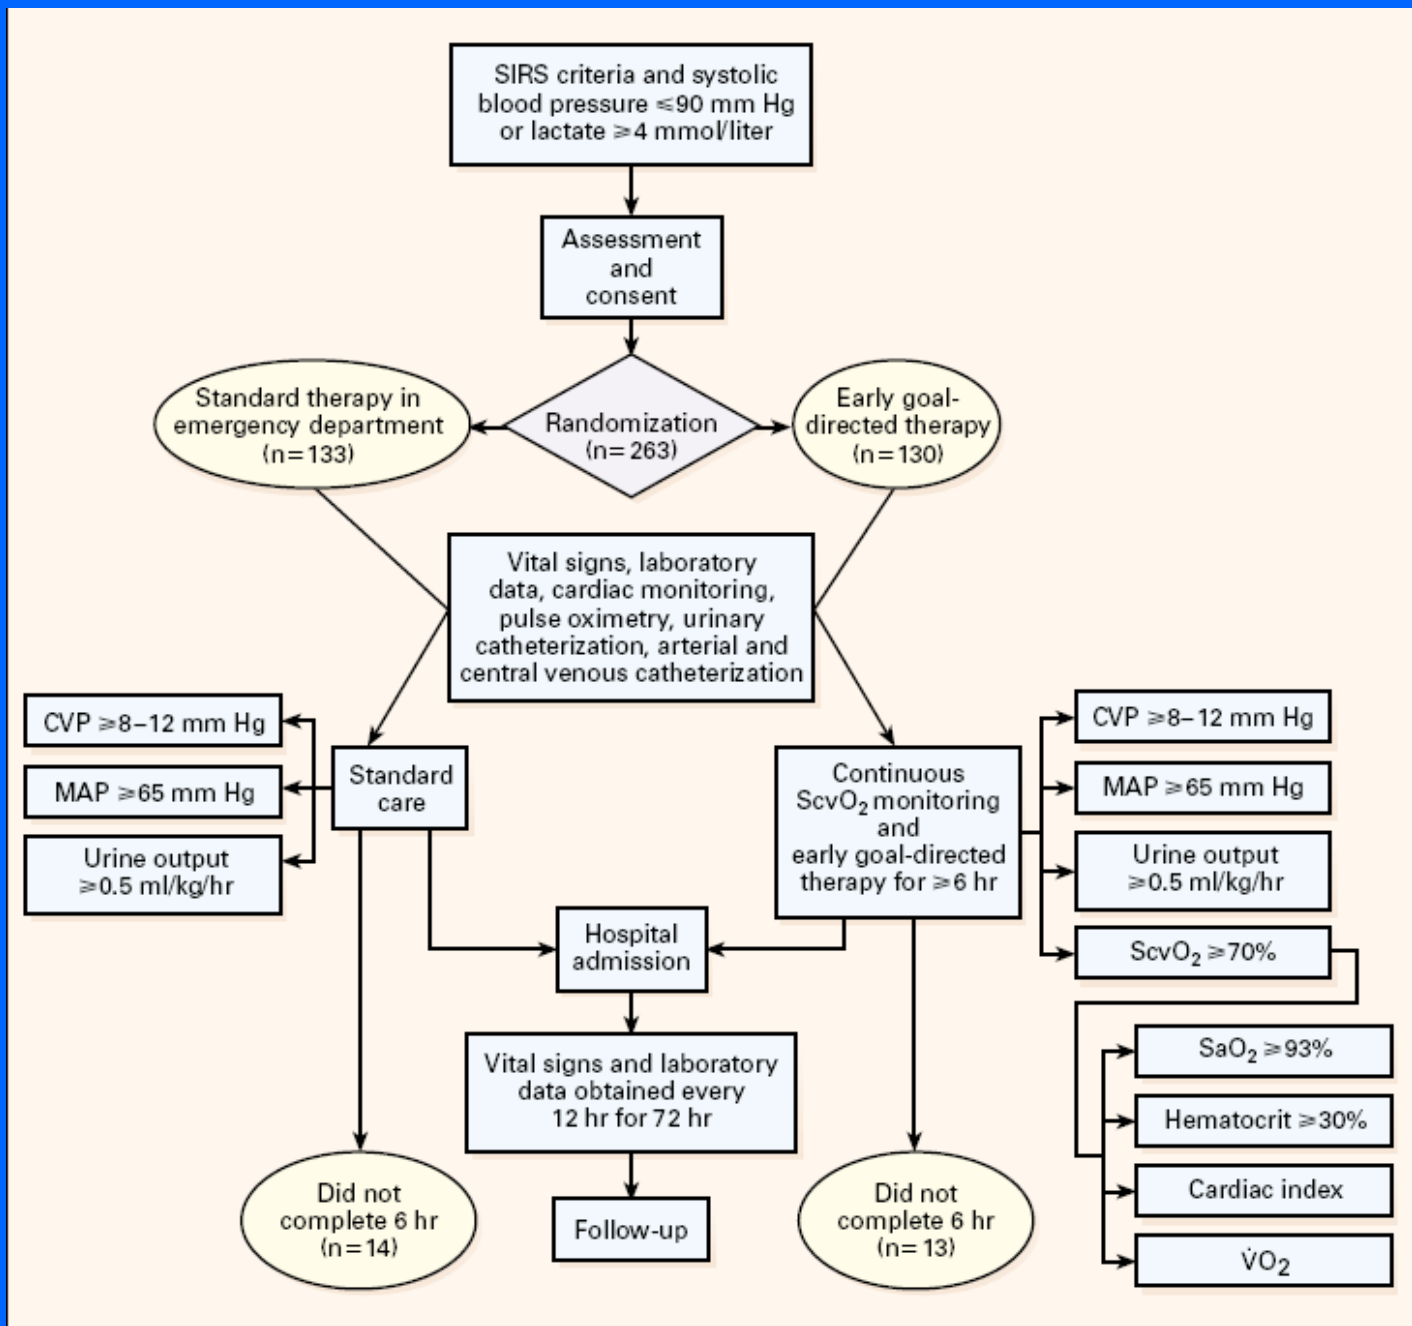 SIRS criteria and systolic
blood pressure ⩽90 mm Hg
or lactate ⩾4 mmol/liter
Assessment
and
consent
Standard therapy in
emergency department
(n=133)
Randomization
(n=263)
Early goal-
directed therapy
(n=130)
Vital signs, laboratory
data, cardiac monitoring,
pulse oximetry, urinary
catheterization, arterial and
central venous catheterization
CVP ⩾8–12 mm Hg
MAP ⩾65 mm Hg
Urine output
⩾0.5 ml/kg/hr
Standard
care
Continuous
ScvO₂ monitoring
and
early goal-directed
therapy for ⩾6 hr
CVP ⩾8–12 mm Hg
MAP ⩾65 mm Hg
Urine output
⩾0.5 ml/kg/hr
ScvO₂ ⩾70%
Hospital
admission
Vital signs and laboratory
data obtained every
12 hr for 72 hr
SaO₂ ⩾93%
Hematocrit ⩾30%
Cardiac index
V̇O₂
Did not
complete 6 hr
(n=14)
Follow-up
Did not
complete 6 hr
(n=13)